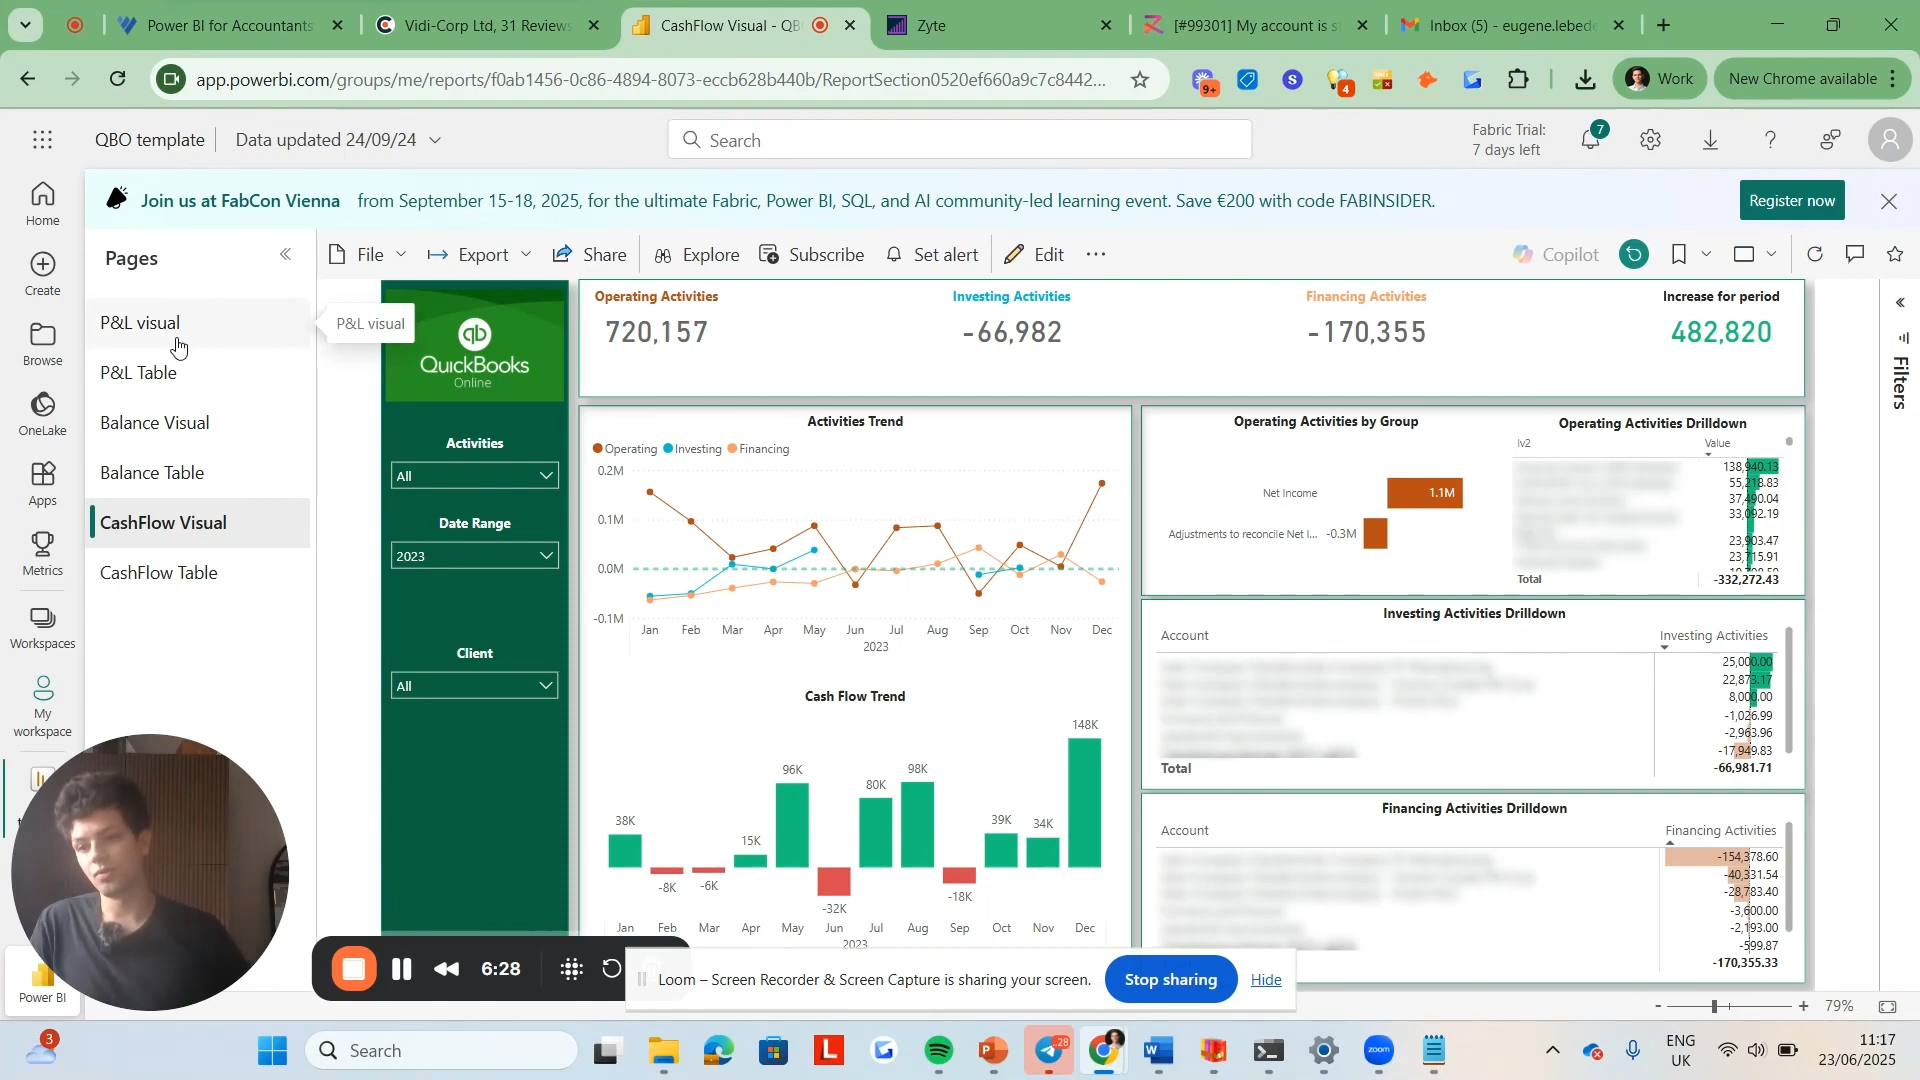 Power BI for Accountants
Vidi-Corp Ltd, 31 Reviews
CashFlow Visual - QB
Zyte
[#99301] My account is s
Inbox (5) - eugene.lebede
app.powerbi.com/groups/me/reports/f0ab1456-0c86-4894-8073-eccb628b440b/ReportSection0520ef660a9c7c8442...
9+
S
4
Work
New Chrome available
QBO template
Data updated 24/09/24
Search
Fabric Trial:
7 days left
7
Join us at FabCon Vienna from September 15-18, 2025, for the ultimate Fabric, Power BI, SQL, and AI community-led learning event. Save €200 with code FABINSIDER.
Register now
Home
Create
Browse
OneLake
Apps
Metrics
Workspaces
My
workspace
Power BI
Pages
P&L visual
P&L Table
Balance Visual
Balance Table
CashFlow Visual
CashFlow Table
P&L visual
File
Export
Share
Explore
Subscribe
Set alert
Edit
Copilot
Filters
qb
QuickBooks
Online
Activities
All
Date Range
2023
Client
All
Operating Activities
720,157
Investing Activities
-66,982
Financing Activities
-170,355
Increase for period
482,820
Activities Trend
Operating Investing Financing
0.2M
0.1M
0.0M
-0.1M
Jan Feb Mar Apr May Jun Jul Aug Sep Oct Nov Dec
2023
Cash Flow Trend
38K
-8K
-6K
15K
96K
-32K
80K
98K
-18K
39K
34K
148K
Jan Feb Mar Apr May Jun Jul Aug Sep Oct Nov Dec
2023
Operating Activities by Group
Net Income
1.1M
Adjustments to reconcile Net I...
-0.3M
Operating Activities Drilldown
lv2 Value
138,940.13
55,218.83
37,490.04
33,092.19
23,903.47
23,715.91
Total -332,272.43
Investing Activities Drilldown
Account Investing Activities
25,000.00
22,873.17
8,000.00
-1,026.99
-2,963.96
-17,949.83
Total -66,981.71
Financing Activities Drilldown
Account Financing Activities
-154,378.60
-40,331.54
-28,783.40
-3,600.00
-2,193.00
-599.87
-170,355.33
6:28
Loom – Screen Recorder & Screen Capture is sharing your screen.
Stop sharing
Hide
79%
3
Search
L
28
zoom
ENG
UK
11:17
23/06/2025